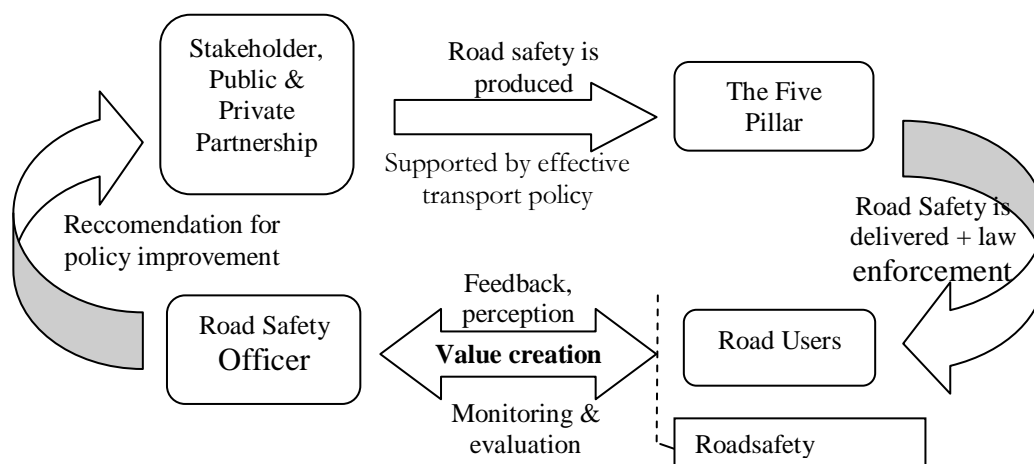 Stakeholder,
Public &
Private
Partnership
Road safety is
produced
Supported by effective
transport policy
The Five
Pillar
Road Safety is
delivered + law
enforcement
Reccomendation for
policy improvement
Road Safety
Officer
Feedback,
perception
Value creation
Monitoring &
evaluation
Road Users
Roadsafety